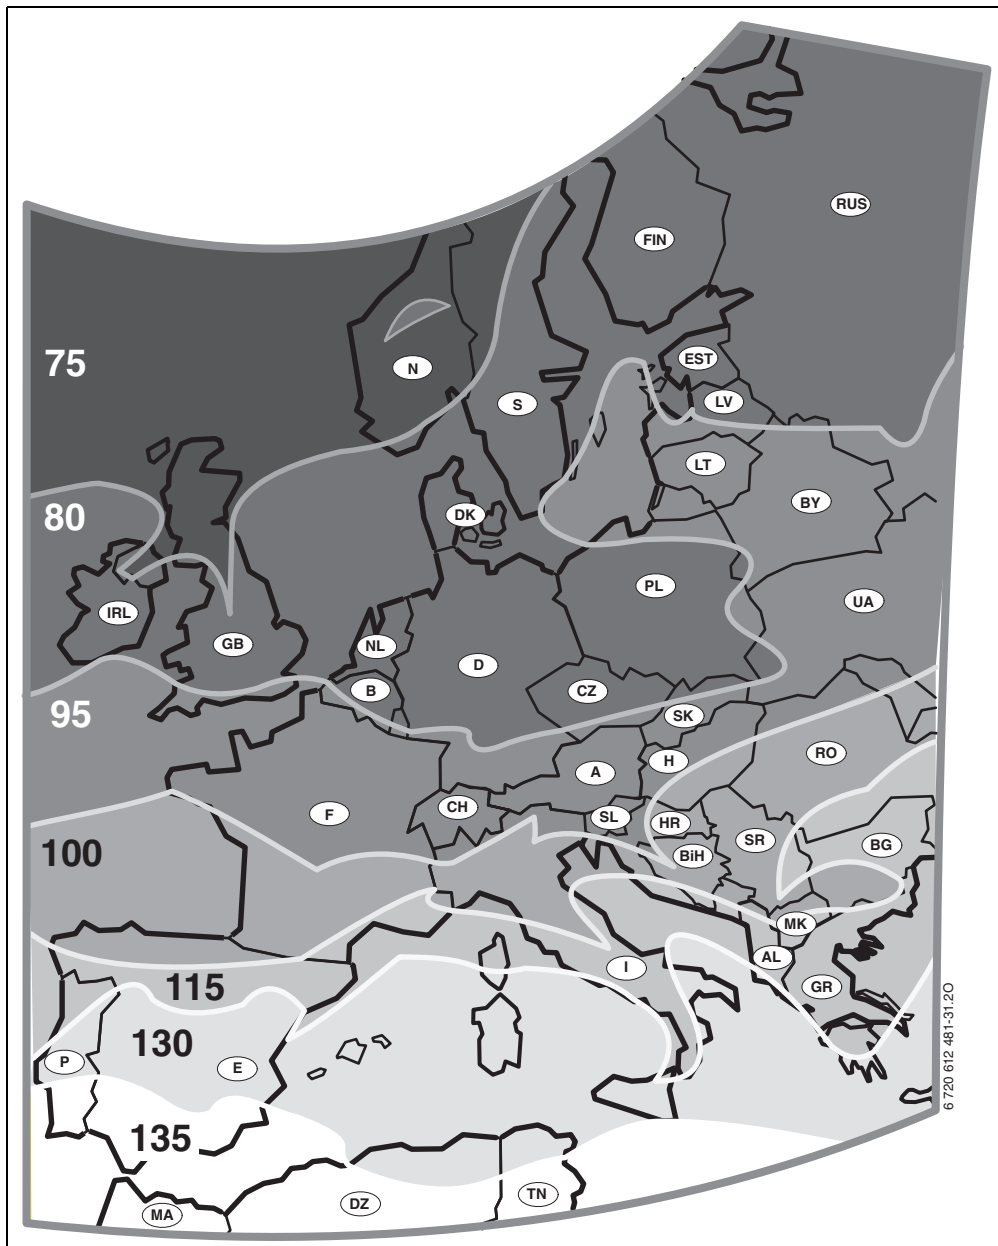 RUS
FIN
75
EST
N
LV
S
LT
80
BY
DK
PL
UA
IRL
GB
NL
D
B
CZ
95
SK
RO
H
A
CH
F
SL
HR
SR
BG
100
BiH
MK
AL
I
GR
115
130
P
E
135
TN
DZ
MA
6 720 612 481-31.2O